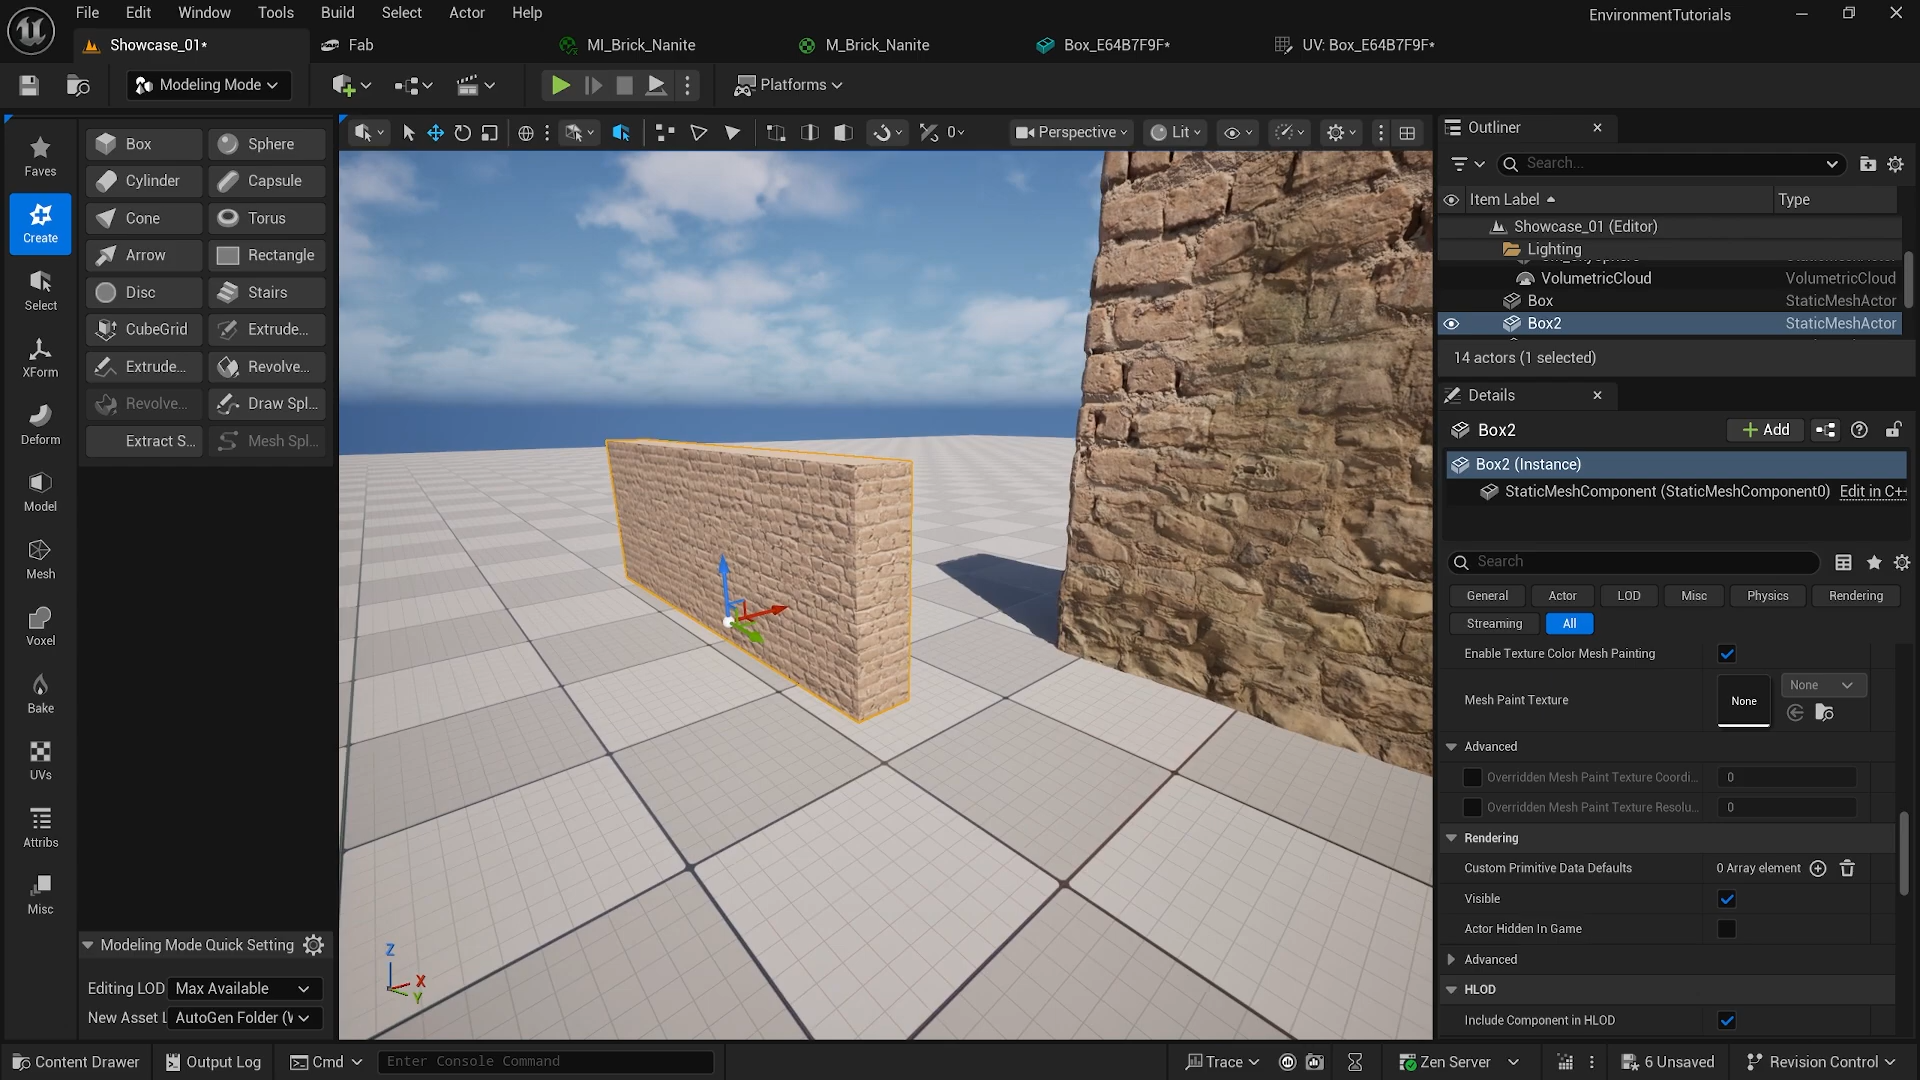 File Edit Window Tools Build Select Actor Help
EnvironmentTutorials
Showcase_01*
Fab
MI_Brick_Nanite
M_Brick_Nanite
Box_E64B7F9F*
UV: Box_E64B7F9F*
Modeling Mode
Platforms
Faves
Create
Select
XForm
Deform
Model
Mesh
Voxel
Bake
UVs
Attribs
Misc
Box
Sphere
Cylinder
Capsule
Cone
Torus
Arrow
Rectangle
Disc
Stairs
CubeGrid
Extrude...
Extrude...
Revolve...
Revolve...
Draw Spl...
Extract S...
Mesh Spl...
Modeling Mode Quick Setting
Editing LOD
Max Available
New Asset L
AutoGen Folder (
0
Perspective
Lit
Z
X
Y
Outliner
Search...
Item Label
Type
Showcase_01 (Editor)
Lighting
VolumetricCloud
VolumetricCloud
Box
StaticMeshActor
Box2
StaticMeshActor
14 actors (1 selected)
Details
Box2
Add
Box2 (Instance)
StaticMeshComponent (StaticMeshComponent0)
Edit in C++
Search
General
Actor
LOD
Misc
Physics
Rendering
Streaming
All
Enable Texture Color Mesh Painting
Mesh Paint Texture
None
None
Advanced
Overridden Mesh Paint Texture Coordi...
0
Overridden Mesh Paint Texture Resolu...
0
Rendering
Custom Primitive Data Defaults
0 Array element
Visible
Actor Hidden In Game
Advanced
HLOD
Include Component in HLOD
Content Drawer
Output Log
Cmd
Enter Console Command
Trace
Zen Server
6 Unsaved
Revision Control